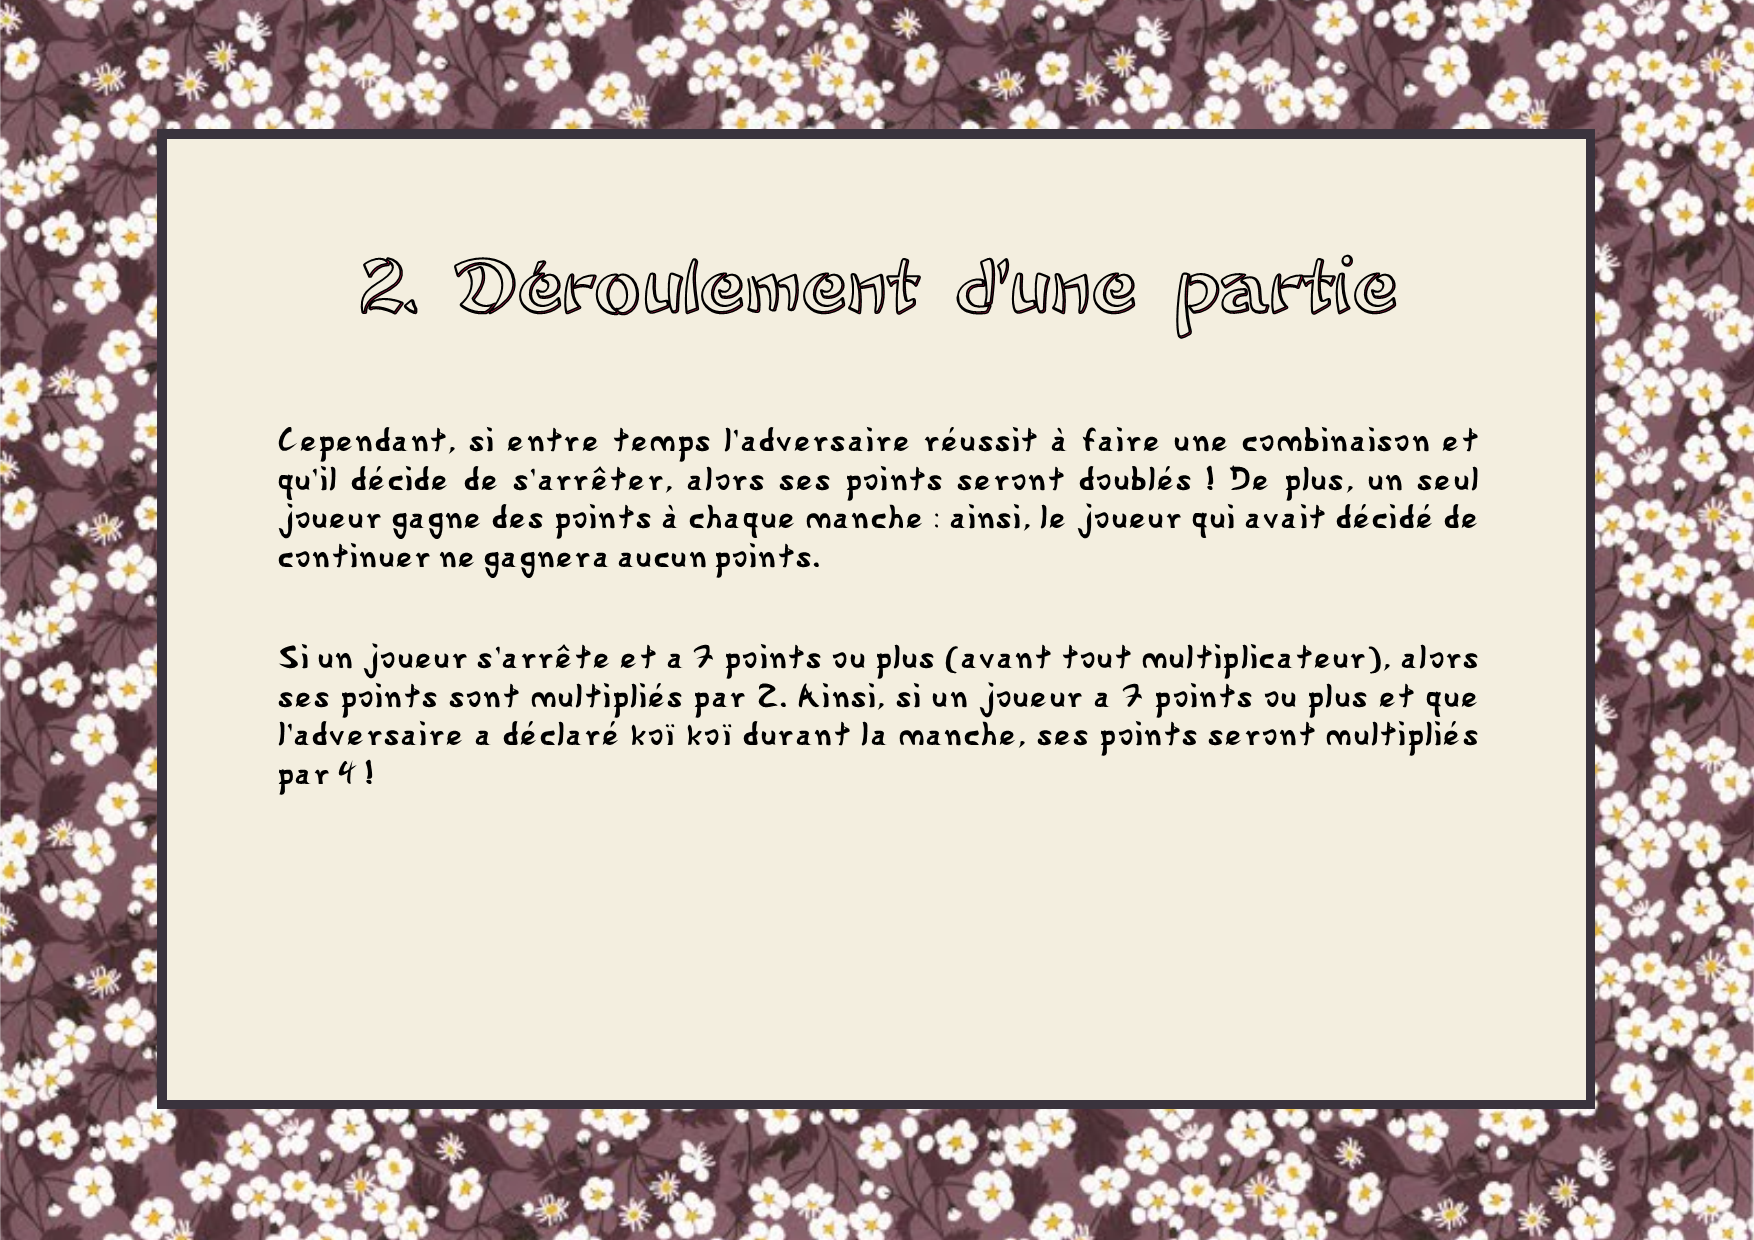 2. Déroulement d'une partie
Cependant, si entre temps l'adversaire réussit à faire une combinaison et
qu'il décide de s'arrêter, alors ses points seront doublés ! De plus, un seul
joueur gagne des points à chaque manche : ainsi, le joueur qui avait décidé de
continuer ne gagnera aucun points.
Si un joueur s'arrête et a 7 points ou plus (avant tout multiplicateur), alors
ses points sont multipliés par 2. Ainsi, si un joueur a 7 points ou plus et que
l'adversaire a déclaré koï koï durant la manche, ses points seront multipliés
par 4 !